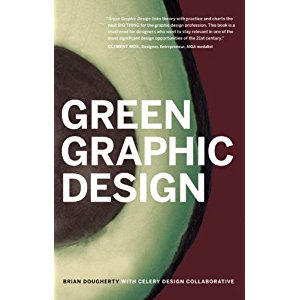 "Green Graphic Design links theory with practice and charts the
next BIG THING for the graphic design profession. This book is a
must read for designers who want to stay relevant in one of the
most significant design opportunities of the 21st century."
CLEMENT MOK, Designer, Entrepreneur, AIGA medalist
GREEN
GRAPHIC
DESIGN
BRIAN DOUGHERTY WITH CELERY DESIGN COLLABORATIVE